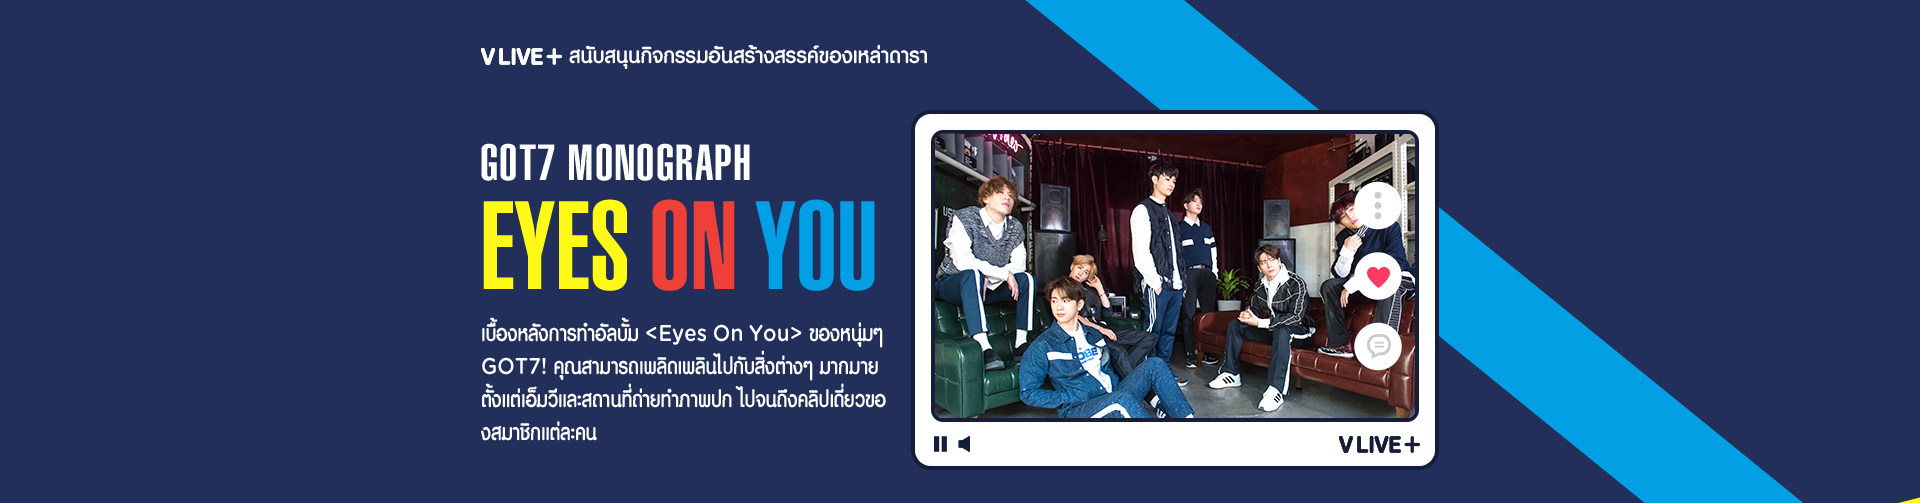 V LIVE+ สนับสนุนกิจกรรมอันสร้างสรรค์ของเหล่าดารา
GOT7 MONOGRAPH
EYES ON YOU
เบื้องหลังการทำอัลบั้ม <Eyes On You> ของหนุ่มๆ
GOT7! คุณสามารถเพลิดเพลินไปกับสิ่งต่างๆ มากมาย
ตั้งแต่เอ็มวีและสถานที่ถ่ายทำภาพปก ไปจนถึงคลิปเดี่ยวขอ
งสมาชิกแต่ละคน
V LIVE+